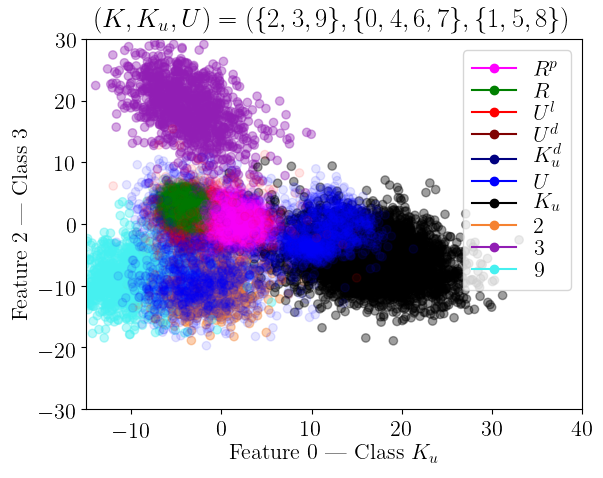 (K, K_u, U) = ({2, 3, 9}, {0, 4, 6, 7}, {1, 5, 8})
30
20
10
0
−10
−20
−30
Feature 2 — Class 3
R^p
R
U^l
U^d
K_u^d
U
K_u
2
3
9
−10
0
10
20
30
40
Feature 0 — Class K_u